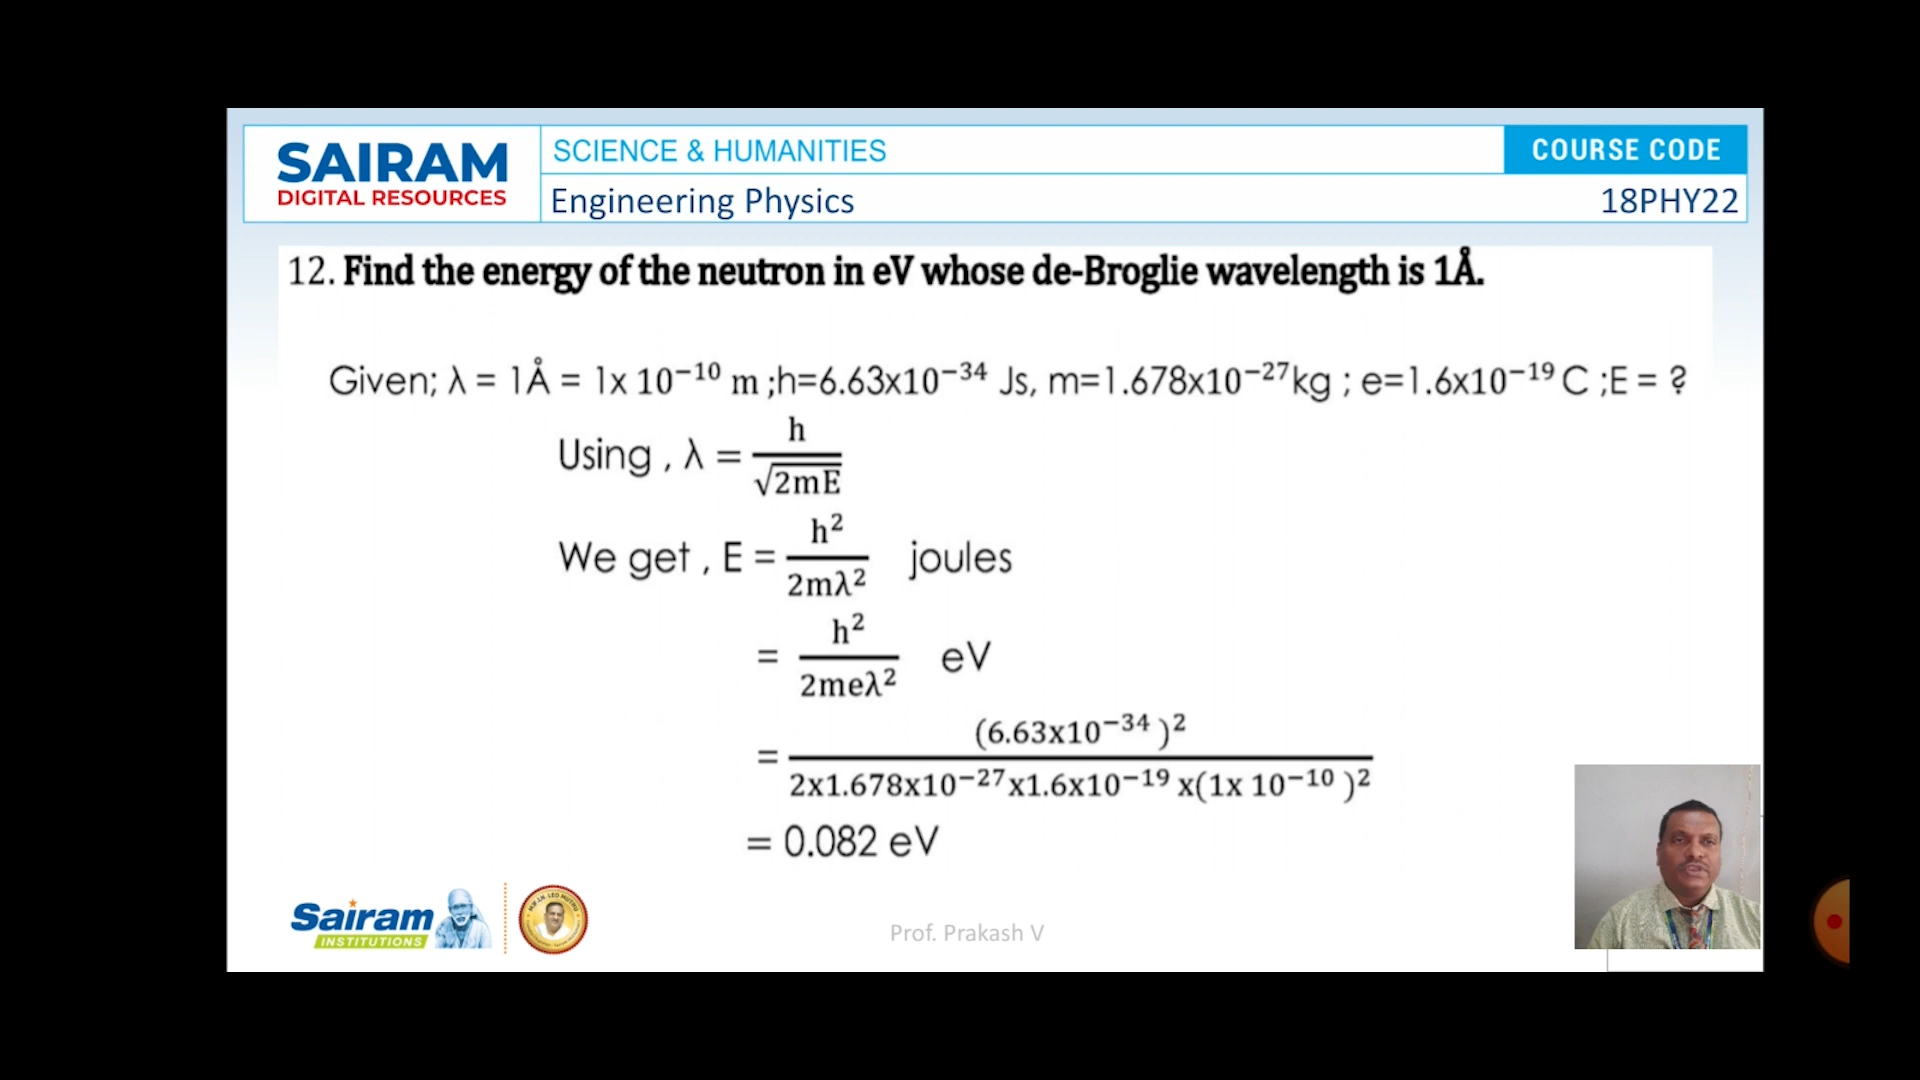 SAIRAM
DIGITAL RESOURCES
SCIENCE & HUMANITIES
COURSE CODE
Engineering Physics
18PHY22
12. Find the energy of the neutron in eV whose de-Broglie wavelength is 1Å.
Given; λ = 1Å = 1x 10⁻¹⁰ m ;h=6.63x10⁻³⁴ Js, m=1.678x10⁻²⁷kg ; e=1.6x10⁻¹⁹ C ;E = ?
Using , λ = h / √2mE
We get , E = h² / 2mλ² joules
= h² / 2meλ² eV
= (6.63x10⁻³⁴ )² / 2x1.678x10⁻²⁷x1.6x10⁻¹⁹ x(1x 10⁻¹⁰ )²
= 0.082 eV
Sairam
INSTITUTIONS
Prof. Prakash V